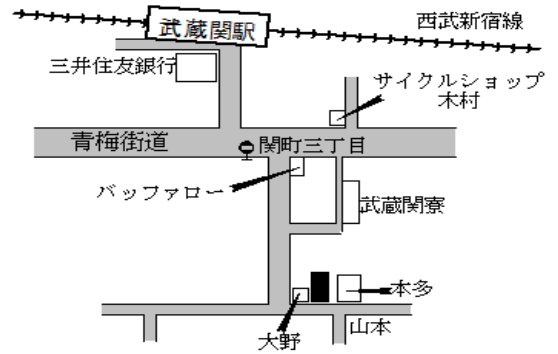 西武新宿線
武蔵関駅
三井住友銀行
サイクルショップ
木村
青梅街道
関町三丁目
バッファロー
武蔵関寮
本多
大野
山本